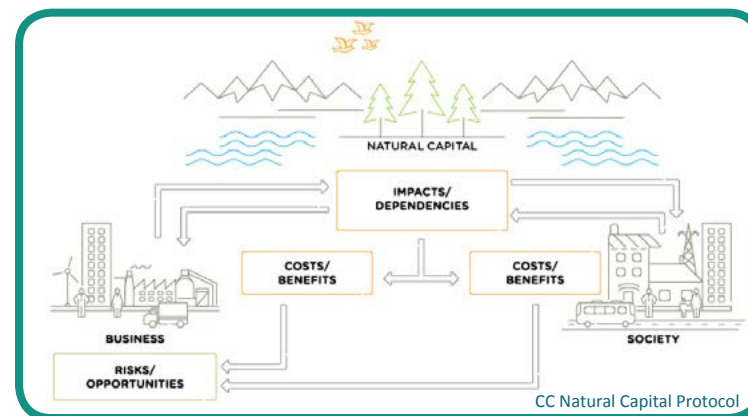 NATURAL CAPITAL
IMPACTS/
DEPENDENCIES
COSTS/
BENEFITS
COSTS/
BENEFITS
BUSINESS
SOCIETY
RISKS/
OPPORTUNITIES
CC Natural Capital Protocol